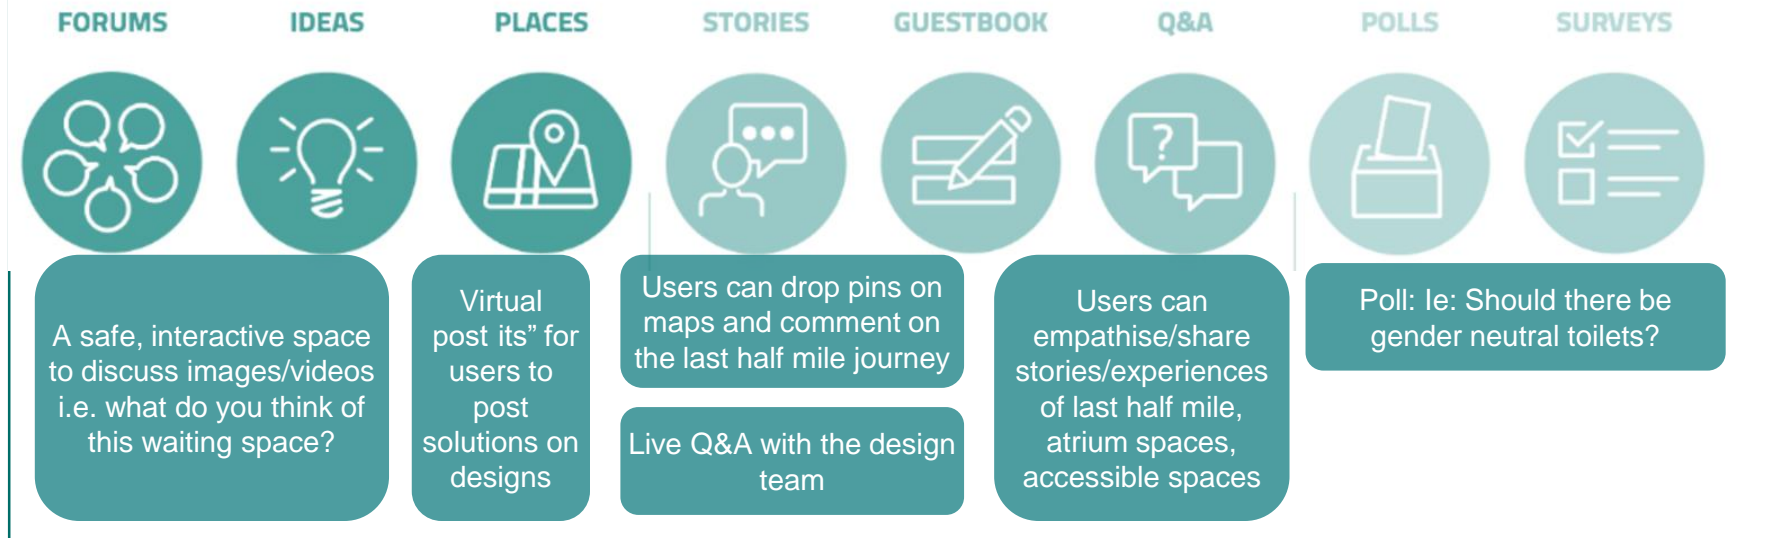 FORUMS
IDEAS
PLACES
STORIES
GUESTBOOK
Q&A
POLLS
SURVEYS
?
A safe, interactive space
to discuss images/videos
i.e. what do you think of
this waiting space?
Virtual
post its” for
users to
post
solutions on
designs
Users can drop pins on
maps and comment on
the last half mile journey
Live Q&A with the design
team
Users can
empathise/share
stories/experiences
of last half mile,
atrium spaces,
accessible spaces
Poll: Ie: Should there be
gender neutral toilets?